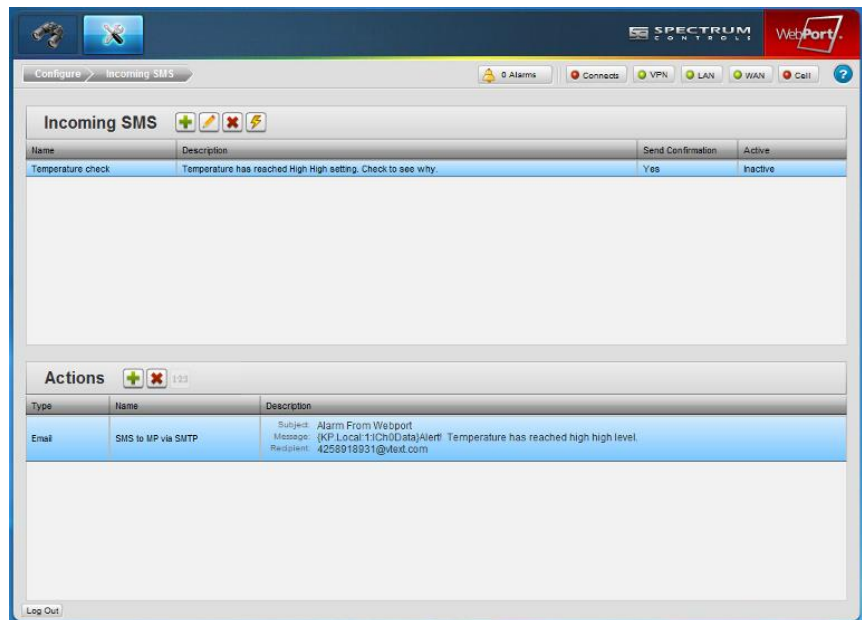 SPECTRUM
CONTROLS
WebPort.
Configure
Incoming SMS
0 Alarms
Connects
VPN
LAN
WAN
Cell
?
Incoming SMS
Name Description Send Confirmation Active
Temperature check Temperature has reached High High setting. Check to see why. Yes Inactive
Actions 123
Type Name Description
Email SMS to MP via SMTP
Subject: Alarm From Webport
Message: {KP.Local:1:ICh0Data}Alert! Temperature has reached high high level.
Recipient: 4258918931@vtext.com
Log Out